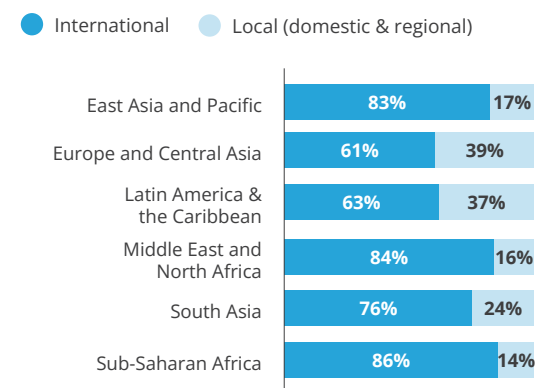 International Local (domestic & regional)
East Asia and Pacific 83% 17%
Europe and Central Asia 61% 39%
Latin America &
the Caribbean 63% 37%
Middle East and
North Africa 84% 16%
South Asia 76% 24%
Sub-Saharan Africa 86% 14%